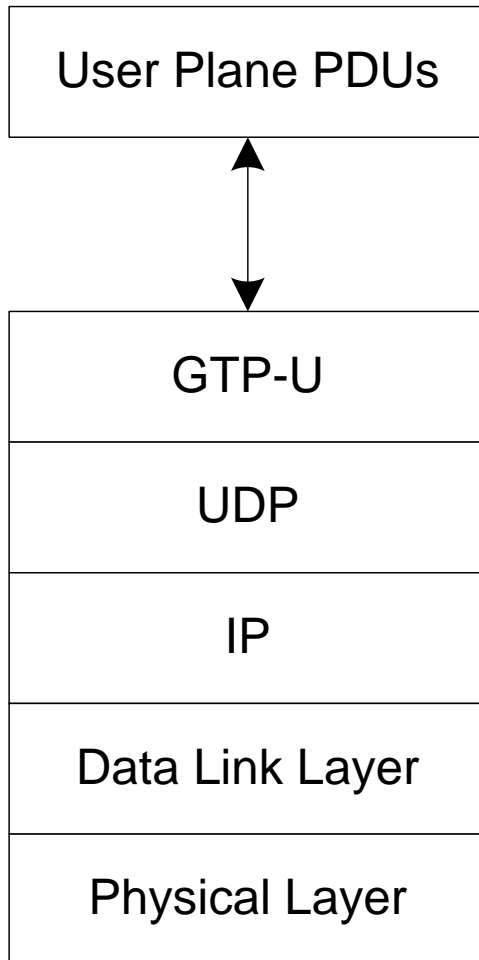 User Plane PDUs
GTP-U
UDP
IP
Data Link Layer
Physical Layer